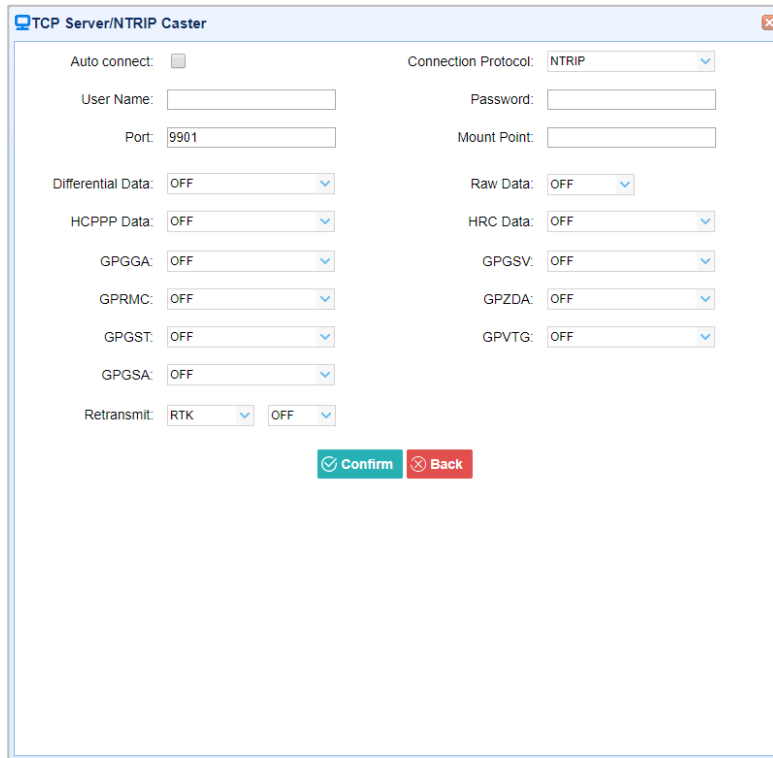 TCP Server/NTRIP Caster
Auto connect: Connection Protocol: NTRIP
User Name: Password:
Port: 9901 Mount Point:
Differential Data: OFF Raw Data: OFF
HCPPP Data: OFF HRC Data: OFF
GPGGA: OFF GPGSV: OFF
GPRMC: OFF GPZDA: OFF
GPGST: OFF GPVTG: OFF
GPGSA: OFF
Retransmit: RTK OFF
Confirm Back